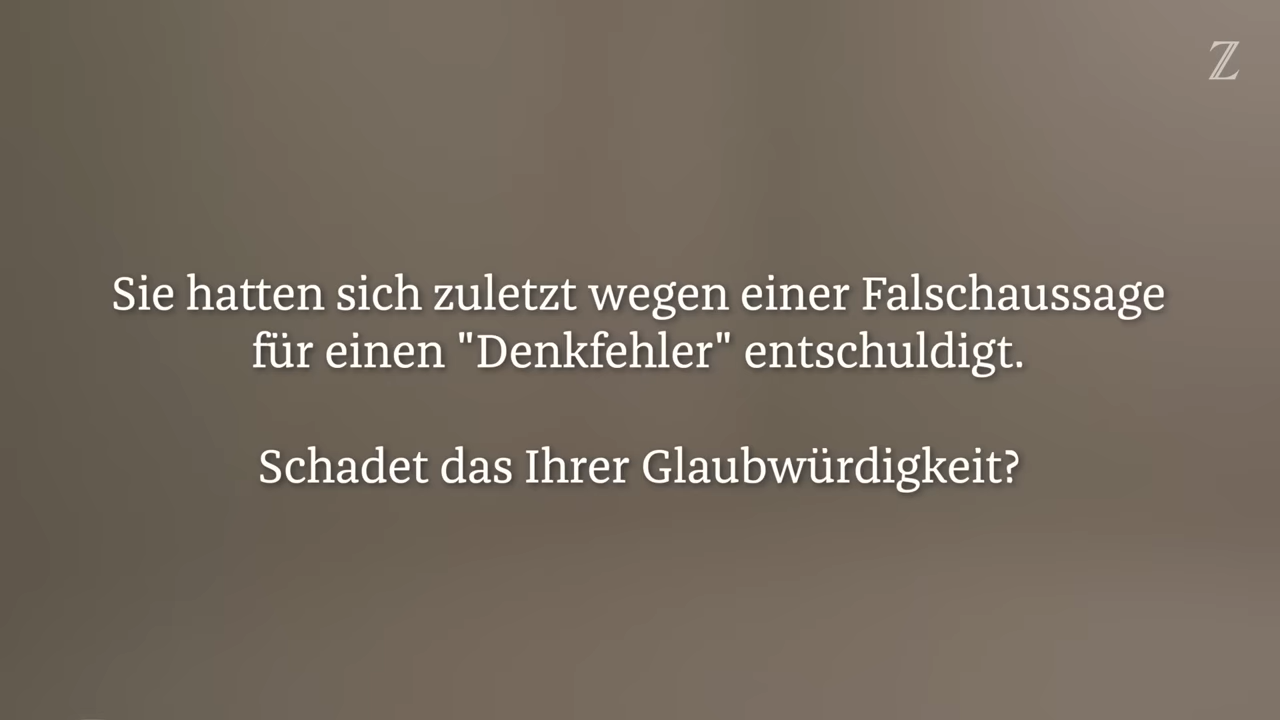 Z
Sie hatten sich zuletzt wegen einer Falschaussage
für einen "Denkfehler" entschuldigt.
Schadet das Ihrer Glaubwürdigkeit?